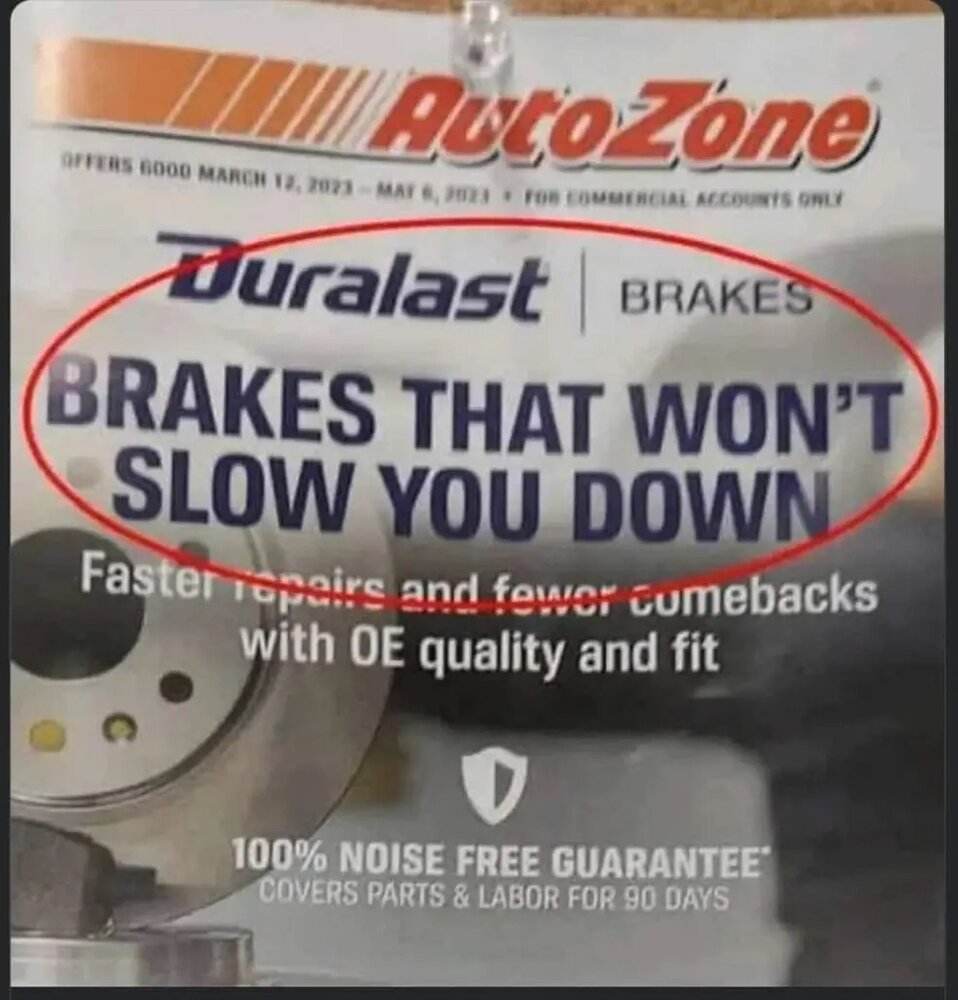 AutoZone®
OFFERS GOOD MARCH 12, 2023 – MAY 6, 2023 • FOR COMMERCIAL ACCOUNTS ONLY
Duralast | BRAKES
BRAKES THAT WON'T
SLOW YOU DOWN
Faster repairs and fewer comebacks
with OE quality and fit
100% NOISE FREE GUARANTEE*
COVERS PARTS & LABOR FOR 90 DAYS